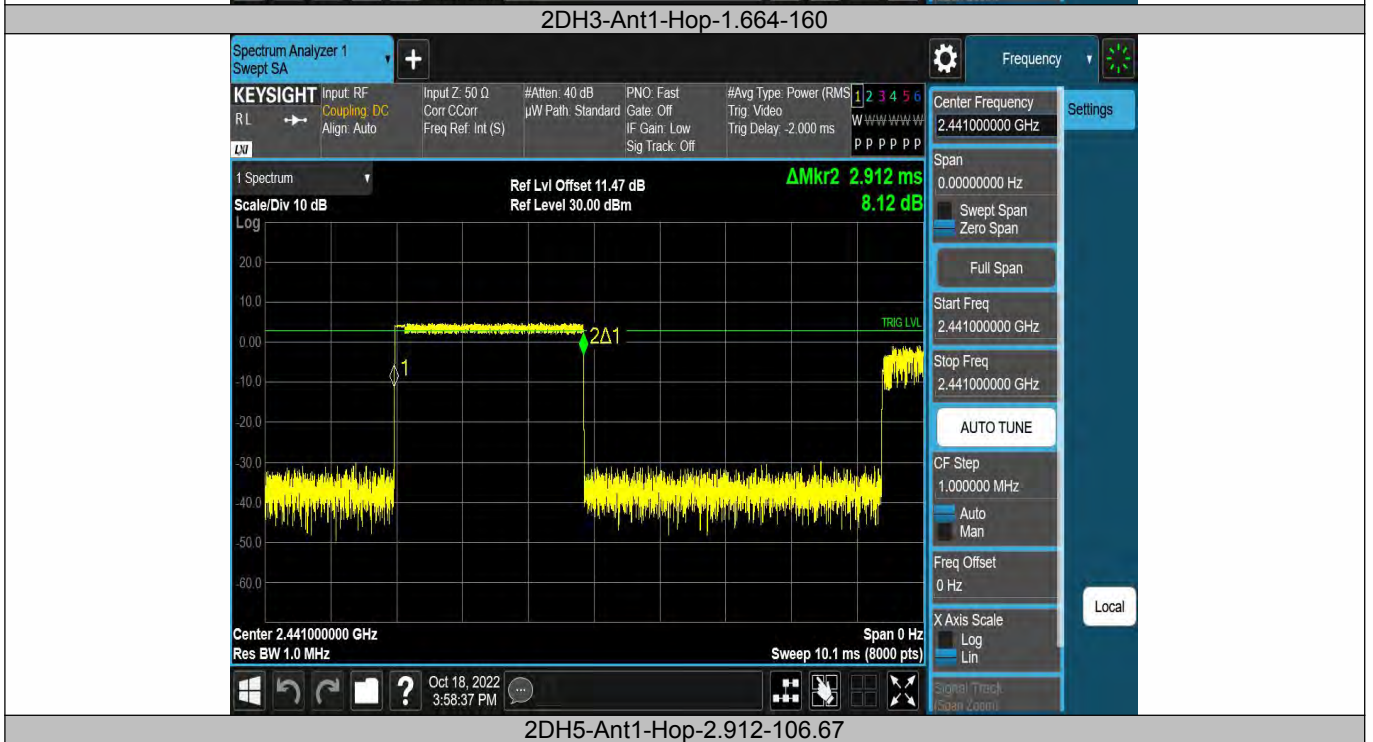 2DH3-Ant1-Hop-1.664-160
Spectrum Analyzer 1
Swept SA
+
Frequency
KEYSIGHT
RL
LXI
Input: RF
Coupling: DC
Align: Auto
Input Z: 50 Ω
Corr CCorr
Freq Ref: Int (S)
#Atten: 40 dB
µW Path: Standard
PNO: Fast
Gate: Off
IF Gain: Low
Sig Track: Off
#Avg Type: Power (RMS
Trig: Video
Trig Delay: -2.000 ms
1 2 3 4 5 6
W W W W W W
P P P P P P
Center Frequency
2.441000000 GHz
Settings
Span
0.00000000 Hz
Swept Span
Zero Span
Full Span
Start Freq
2.441000000 GHz
Stop Freq
2.441000000 GHz
AUTO TUNE
CF Step
1.000000 MHz
Auto
Man
Freq Offset
0 Hz
X Axis Scale
Log
Lin
Signal Track
(Span Zoom)
Local
1 Spectrum
Scale/Div 10 dB
Log
Ref Lvl Offset 11.47 dB
Ref Level 30.00 dBm
ΔMkr2 2.912 ms
8.12 dB
20.0
10.0
0.00
-10.0
-20.0
-30.0
-40.0
-50.0
-60.0
TRIG LVL
2Δ1
1
Center 2.441000000 GHz
Res BW 1.0 MHz
Span 0 Hz
Sweep 10.1 ms (8000 pts)
?
Oct 18, 2022
3:58:37 PM
2DH5-Ant1-Hop-2.912-106.67